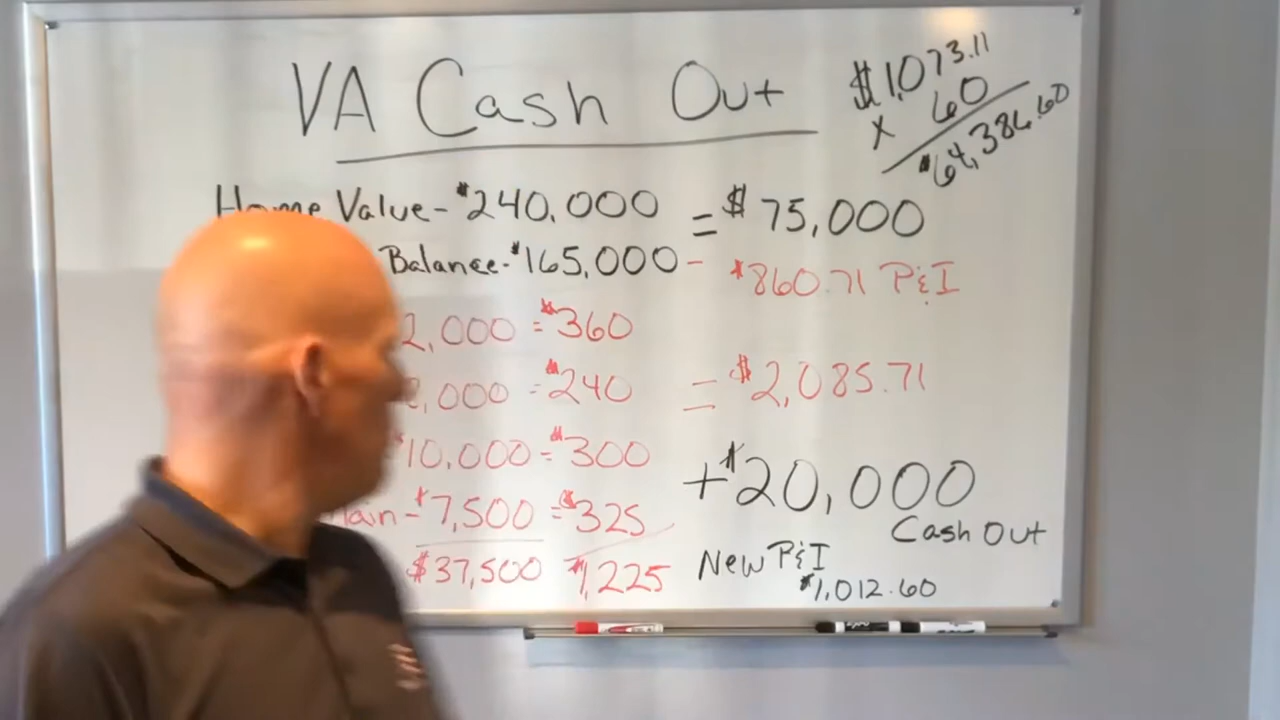 VA Cash Out
$1,073.11
x 60
$64,386.60
Home Value - $240,000 = $75,000
Balance - $165,000 - $860.71 P&I
2,000 = $360
,000 = $240 = $2,085.71
$10,000 = $300
$7,500 = $325
$37,500 $1,225
+ $20,000
Cash Out
New P&I
$1,012.60